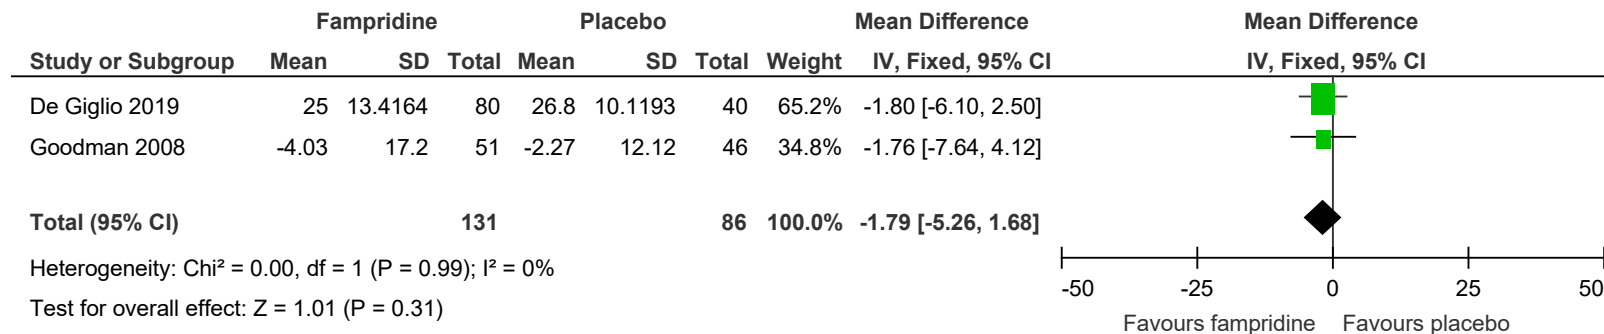 Fampridine Placebo Mean Difference Mean Difference
Study or Subgroup Mean SD Total Mean SD Total Weight IV, Fixed, 95% CI IV, Fixed, 95% CI
De Giglio 2019 25 13.4164 80 26.8 10.1193 40 65.2% -1.80 [-6.10, 2.50]
Goodman 2008 -4.03 17.2 51 -2.27 12.12 46 34.8% -1.76 [-7.64, 4.12]
Total (95% CI) 131 86 100.0% -1.79 [-5.26, 1.68]
Heterogeneity: Chi² = 0.00, df = 1 (P = 0.99); I² = 0%
Test for overall effect: Z = 1.01 (P = 0.31)
-50 -25 0 25 50
Favours fampridine Favours placebo